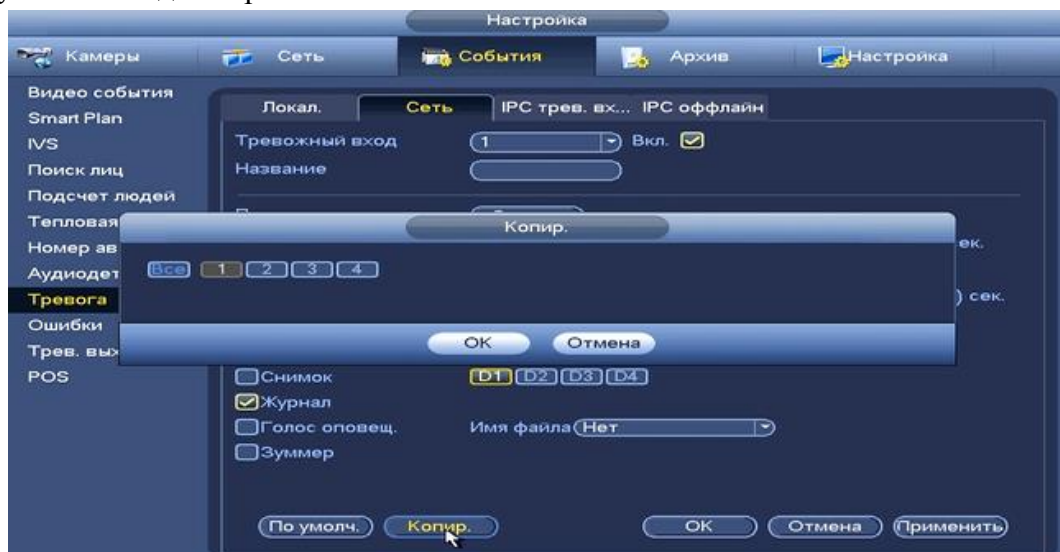 Настройка
Камеры Сеть События Архив Настройка
Видео события
Smart Plan
IVS
Поиск лиц
Подсчет людей
Тепловая
Номер ав
Аудиодет
Тревога
Ошибки
Трев. вых
POS
Локал. Сеть IPC трев. вх... IPC оффлайн
Тревожный вход 1 Вкл.
Название
Копир.
ек.
Все 1 2 3 4
) сек.
OK Отмена
Снимок D1 D2 D3 D4
Журнал
Голос оповещ. Имя файла Нет
Зуммер
По умолч. Копир. OK Отмена Применить